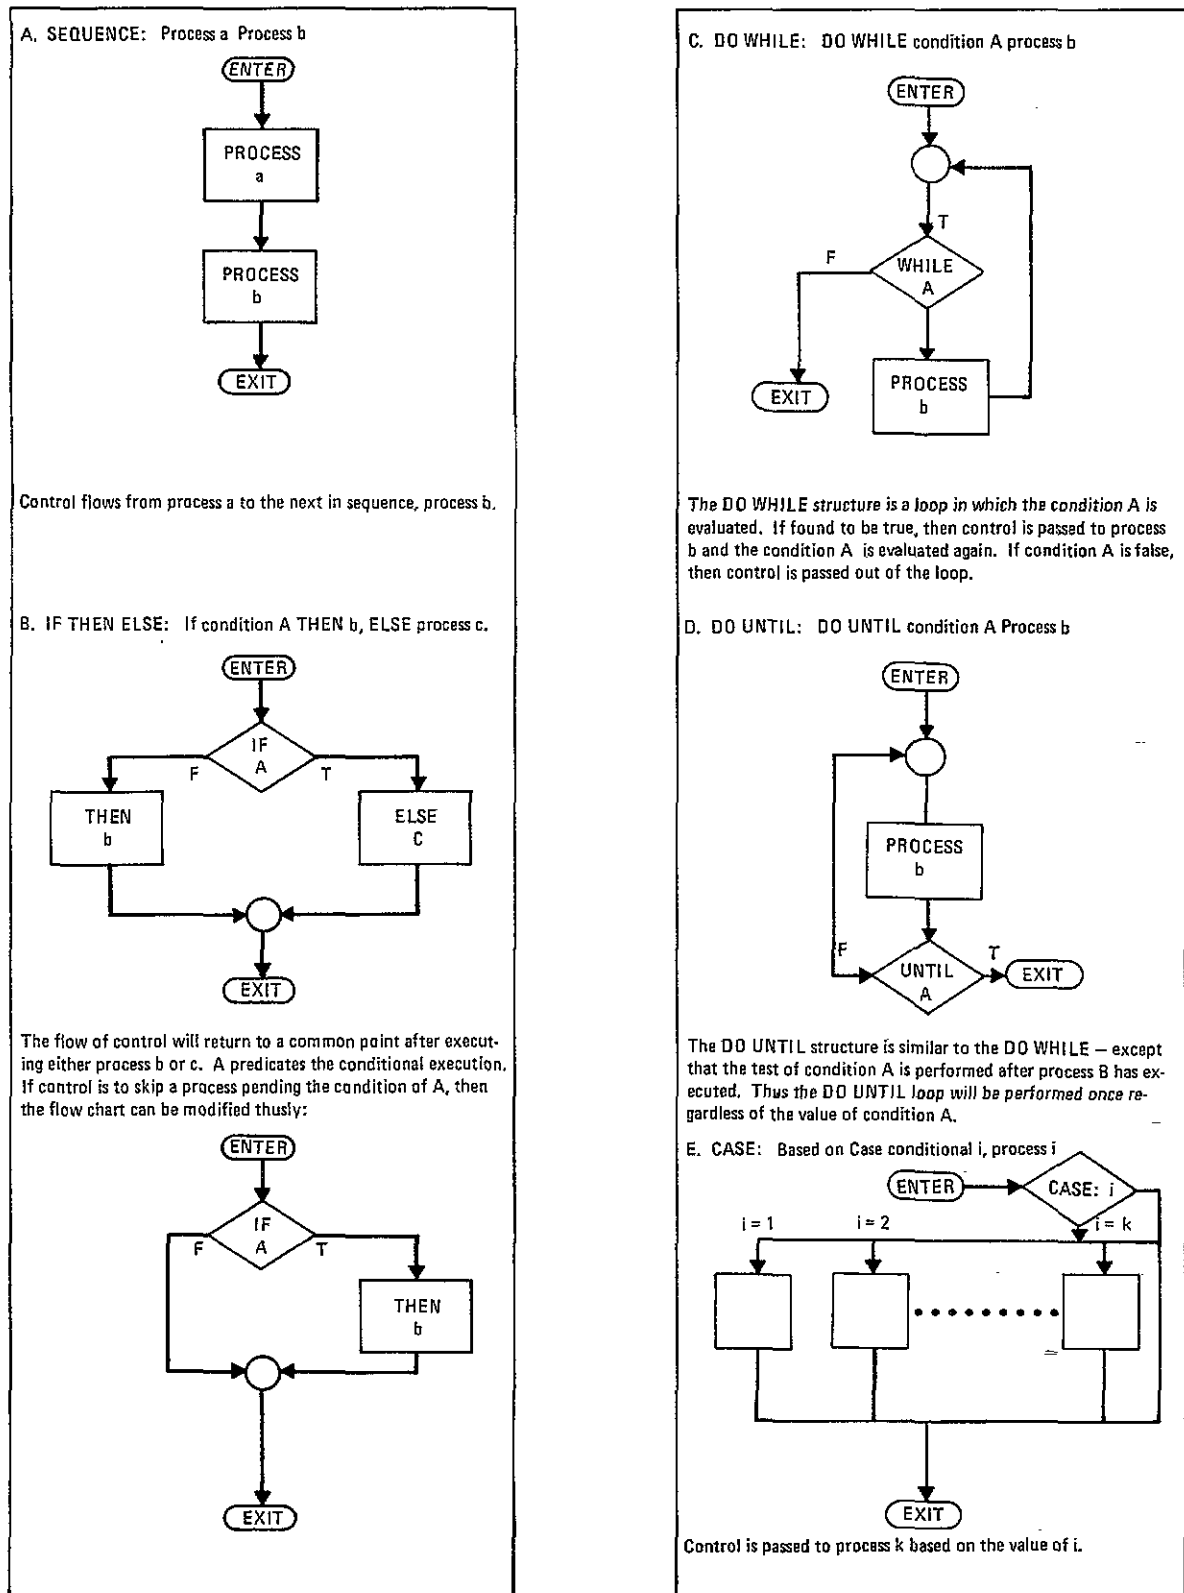 A. SEQUENCE: Process a Process b
ENTER
PROCESS
a
PROCESS
b
EXIT
Control flows from process a to the next in sequence, process b.
B. IF THEN ELSE: If condition A THEN b, ELSE process c.
ENTER
IF
A
F
T
THEN
b
ELSE
C
EXIT
The flow of control will return to a common point after execut-
ing either process b or c. A predicates the conditional execution.
If control is to skip a process pending the condition of A, then
the flow chart can be modified thusly:
ENTER
IF
A
F
T
THEN
b
EXIT
C. DO WHILE: DO WHILE condition A process b
ENTER
T
F
WHILE
A
EXIT
PROCESS
b
The DO WHILE structure is a loop in which the condition A is
evaluated. If found to be true, then control is passed to process
b and the condition A is evaluated again. If condition A is false,
then control is passed out of the loop.
D. DO UNTIL: DO UNTIL condition A Process b
ENTER
PROCESS
b
F
UNTIL
A
T
EXIT
The DO UNTIL structure is similar to the DO WHILE — except
that the test of condition A is performed after process B has ex-
ecuted. Thus the DO UNTIL loop will be performed once re-
gardless of the value of condition A.
E. CASE: Based on Case conditional i, process i
ENTER
CASE: i
i = 1
i = 2
i = k
EXIT
Control is passed to process k based on the value of i.